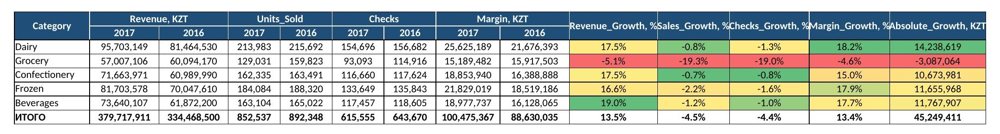 Category Revenue, KZT Units_Sold Checks Margin, KZT Revenue_Growth, % Sales_Growth, % Checks_Growth, % Margin_Growth, % Absolute_Growth, KZT
2017 2016 2017 2016 2017 2016 2017 2016
Dairy 95,703,149 81,464,530 213,983 215,692 154,696 156,682 25,625,189 21,676,393 17.5% -0.8% -1.3% 18.2% 14,238,619
Grocery 57,007,106 60,094,170 129,031 159,823 93,093 114,916 15,189,482 15,917,503 -5.1% -19.3% -19.0% -4.6% -3,087,064
Confectionery 71,663,971 60,989,990 162,335 163,491 116,660 117,624 18,853,940 16,388,888 17.5% -0.7% -0.8% 15.0% 10,673,981
Frozen 81,703,578 70,047,610 184,084 188,320 133,649 135,843 21,829,019 18,519,186 16.6% -2.2% -1.6% 17.9% 11,655,968
Beverages 73,640,107 61,872,200 163,104 165,022 117,457 118,605 18,977,737 16,128,065 19.0% -1.2% -1.0% 17.7% 11,767,907
ИТОГО 379,717,911 334,468,500 852,537 892,348 615,555 643,670 100,475,367 88,630,035 13.5% -4.5% -4.4% 13.4% 45,249,411